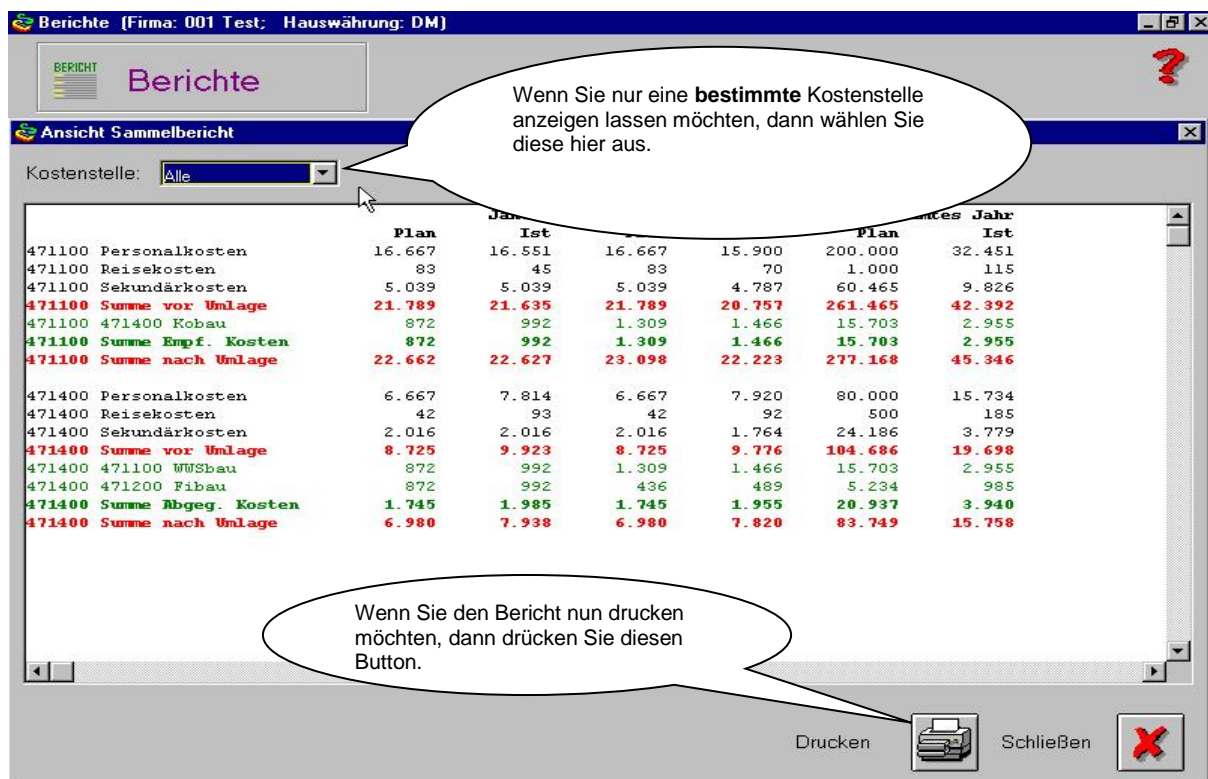 Berichte (Firma: 001 Test; Hauswährung: DM)
BERICHT
Berichte
Wenn Sie nur eine bestimmte Kostenstelle
anzeigen lassen möchten, dann wählen Sie
diese hier aus.
Ansicht Sammelbericht
Kostenstelle: Alle
Jahr
Plan Ist Plan Ist
471100 Personalkosten 16.667 16.551 16.667 15.900 200.000 32.451
471100 Reisekosten 83 45 83 70 1.000 115
471100 Sekundärkosten 5.039 5.039 5.039 4.787 60.465 9.826
471100 Summe vor Umlage 21.789 21.635 21.789 20.757 261.465 42.392
471100 471400 Kobau 872 992 1.309 1.466 15.703 2.955
471100 Summe Empf. Kosten 872 992 1.309 1.466 15.703 2.955
471100 Summe nach Umlage 22.662 22.627 23.098 22.223 277.168 45.346
471400 Personalkosten 6.667 7.814 6.667 7.920 80.000 15.734
471400 Reisekosten 42 93 42 92 500 185
471400 Sekundärkosten 2.016 2.016 2.016 1.764 24.186 3.779
471400 Summe vor Umlage 8.725 9.923 8.725 9.776 104.686 19.698
471400 471100 WWSbau 872 992 1.309 1.466 15.703 2.955
471400 471200 Fibau 872 992 436 489 5.234 985
471400 Summe Abgeg. Kosten 1.745 1.985 1.745 1.955 20.937 3.940
471400 Summe nach Umlage 6.980 7.938 6.980 7.820 83.749 15.758
Wenn Sie den Bericht nun drucken
möchten, dann drücken Sie diesen
Button.
Drucken Schließen